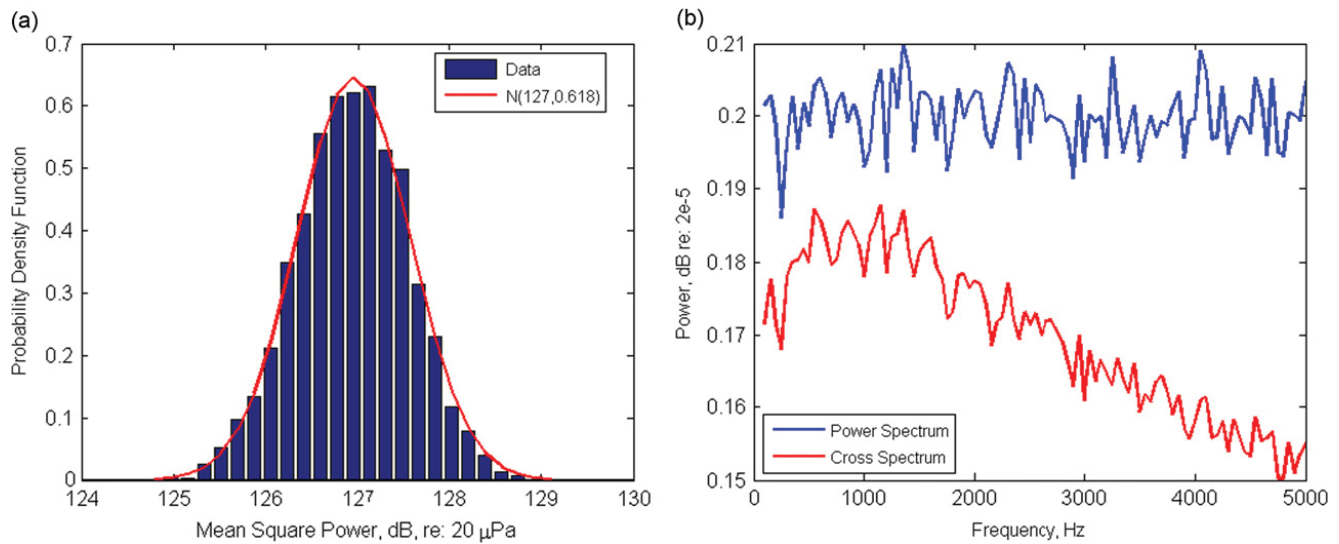 (a)
Probability Density Function
0.7
0.6
0.5
0.4
0.3
0.2
0.1
0
124 125 126 127 128 129 130
Mean Square Power, dB, re: 20 μPa
Data
N(127,0.618)
(b)
Power, dB re: 2e-5
0.21
0.2
0.19
0.18
0.17
0.16
0.15
0 1000 2000 3000 4000 5000
Frequency, Hz
Power Spectrum
Cross Spectrum